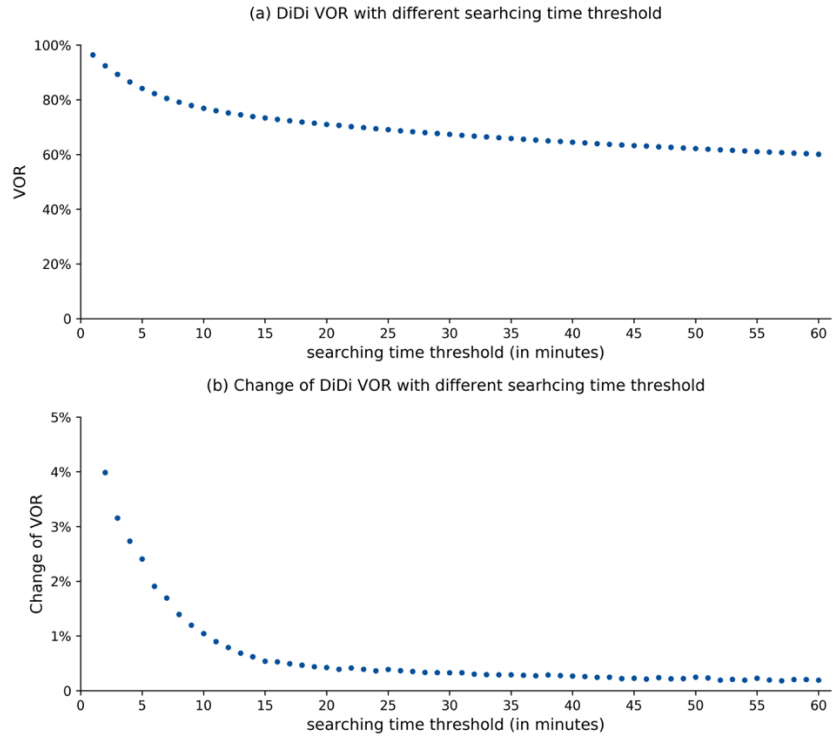 (a) DiDi VOR with different searhcing time threshold
100%
80%
60%
40%
20%
0
VOR
0 5 10 15 20 25 30 35 40 45 50 55 60
searching time threshold (in minutes)
(b) Change of DiDi VOR with different searhcing time threshold
5%
4%
3%
2%
1%
0
Change of VOR
0 5 10 15 20 25 30 35 40 45 50 55 60
searching time threshold (in minutes)